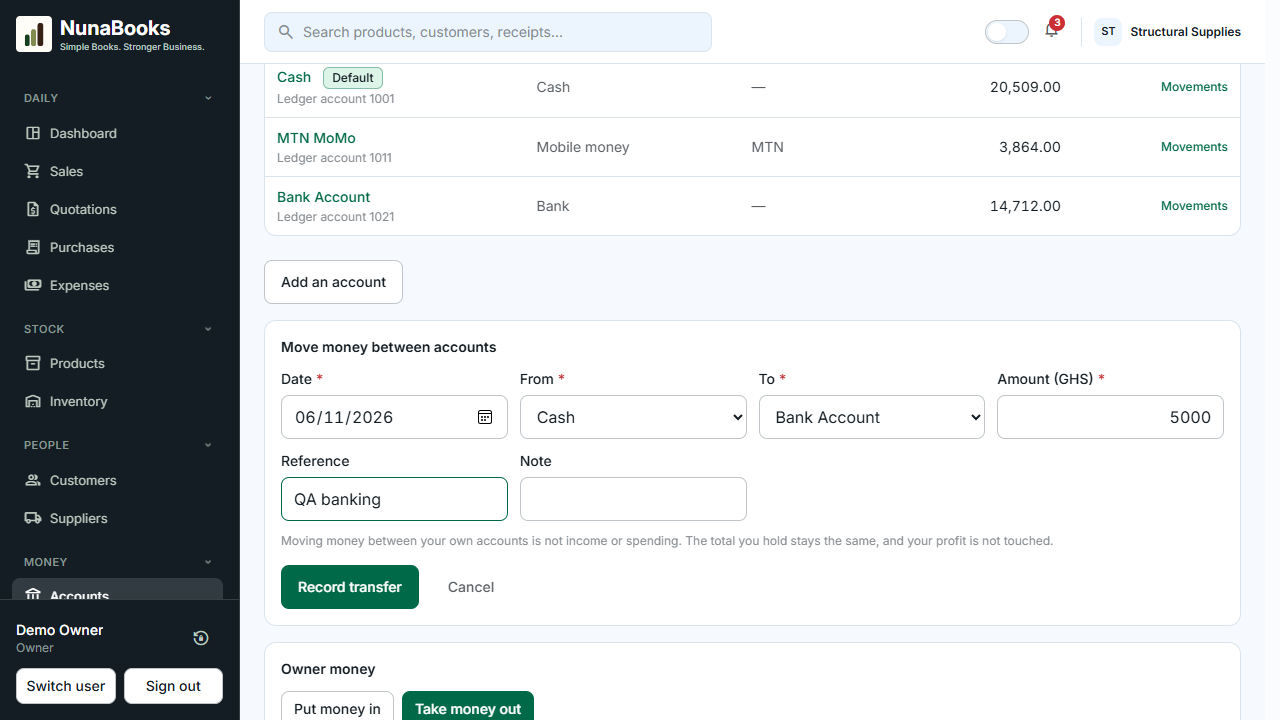 NunaBooks
Simple Books. Stronger Business.
DAILY
Dashboard
Sales
Quotations
Purchases
Expenses
STOCK
Products
Inventory
PEOPLE
Customers
Suppliers
MONEY
Accounts
Demo Owner
Owner
Switch user
Sign out
Search products, customers, receipts...
3
ST
Structural Supplies
Cash Default
Ledger account 1001
Cash
—
20,509.00
Movements
MTN MoMo
Ledger account 1011
Mobile money
MTN
3,864.00
Movements
Bank Account
Ledger account 1021
Bank
—
14,712.00
Movements
Add an account
Move money between accounts
Date *
From *
To *
Amount (GHS) *
06/11/2026
Cash
Bank Account
5000
Reference
Note
QA banking
Moving money between your own accounts is not income or spending. The total you hold stays the same, and your profit is not touched.
Record transfer
Cancel
Owner money
Put money in
Take money out